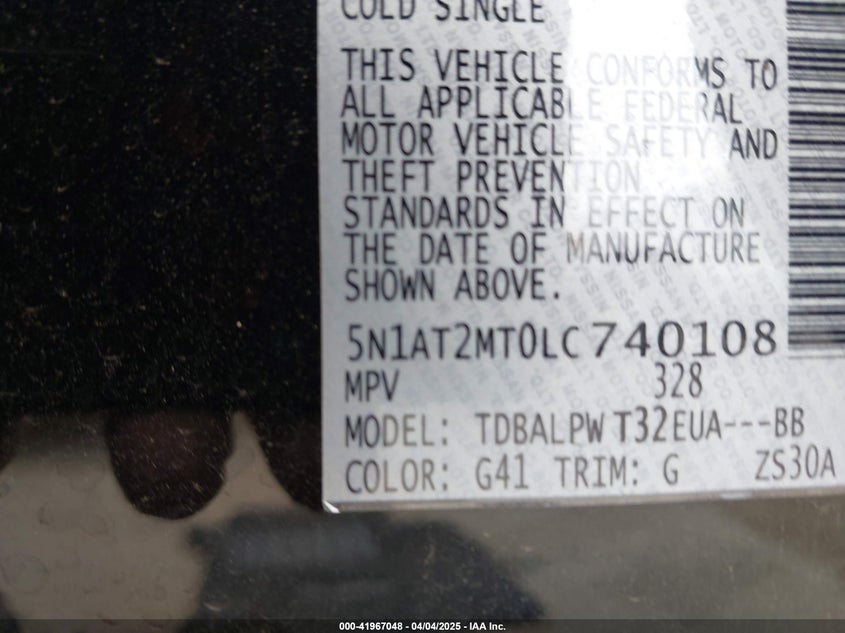 COLD SINGLE
THIS VEHICLE CONFORMS TO
ALL APPLICABLE FEDERAL
MOTOR VEHICLE SAFETY AND
THEFT PREVENTION
STANDARDS IN EFFECT ON
THE DATE OF MANUFACTURE
SHOWN ABOVE.
5N1AT2MT0LC740108
MPV 328
MODEL: TDBALPW T32EUA---BB
COLOR: G41 TRIM: G ZS30A
000-41967048 - 04/04/2025 - IAA Inc.